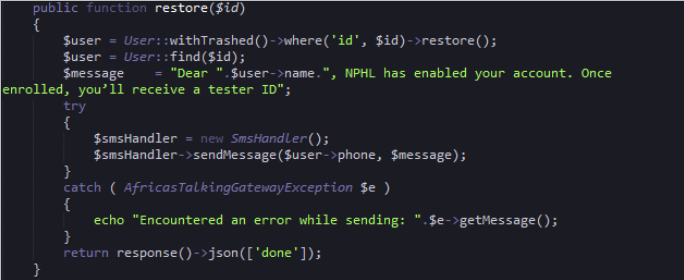 public function restore($id)
{
$user = User::withTrashed()->where('id', $id)->restore();
$user = User::find($id);
$message    = "Dear ".$user->name.", NPHL has enabled your account. Once
enrolled, you’ll receive a tester ID";
try
{
$smsHandler = new SmsHandler();
$smsHandler->sendMessage($user->phone, $message);
}
catch ( AfricasTalkingGatewayException $e )
{
echo "Encountered an error while sending: ".$e->getMessage();
}
return response()->json(['done']);
}